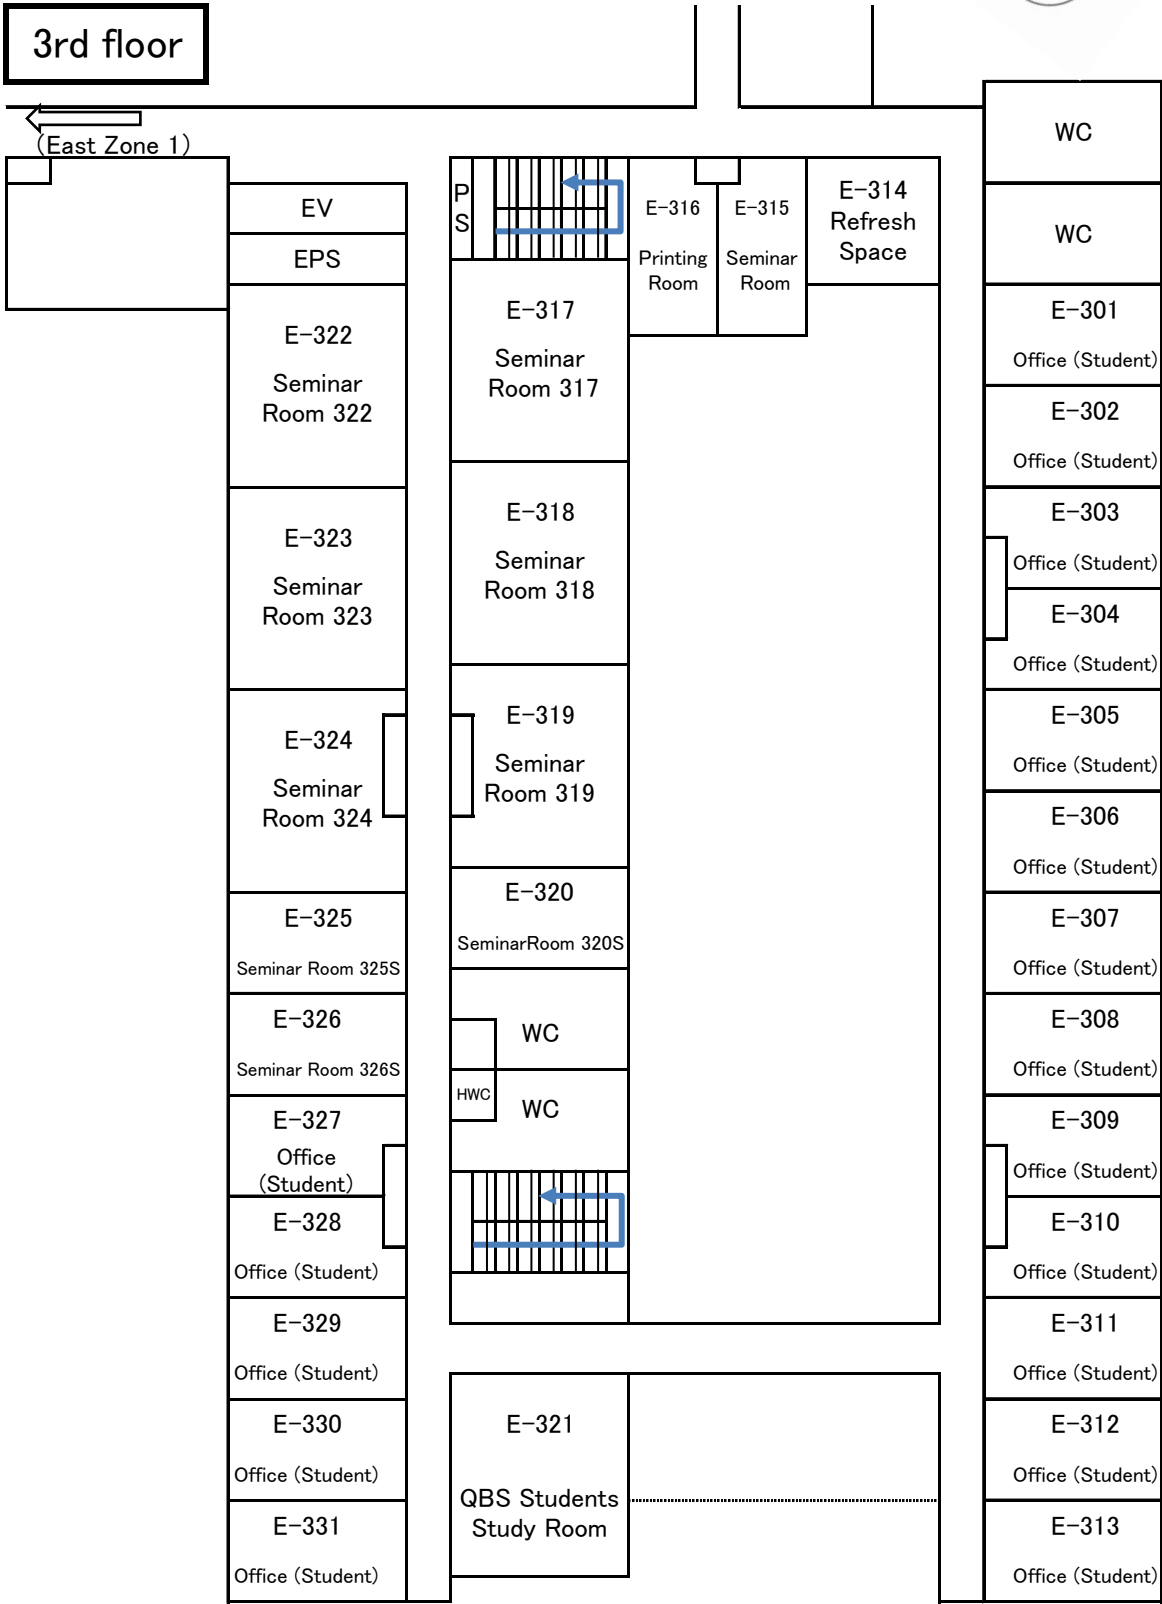 3rd floor
(East Zone 1)
EV
EPS
E-322
Seminar
Room 322
E-323
Seminar
Room 323
E-324
Seminar
Room 324
E-325
Seminar Room 325S
E-326
Seminar Room 326S
E-327
Office
(Student)
E-328
Office (Student)
E-329
Office (Student)
E-330
Office (Student)
E-331
Office (Student)
P
S
E-317
Seminar
Room 317
E-318
Seminar
Room 318
E-319
Seminar
Room 319
E-320
SeminarRoom 320S
WC
HWC
WC
E-321
QBS Students
Study Room
E-316
Printing
Room
E-315
Seminar
Room
E-314
Refresh
Space
WC
WC
E-301
Office (Student)
E-302
Office (Student)
E-303
Office (Student)
E-304
Office (Student)
E-305
Office (Student)
E-306
Office (Student)
E-307
Office (Student)
E-308
Office (Student)
E-309
Office (Student)
E-310
Office (Student)
E-311
Office (Student)
E-312
Office (Student)
E-313
Office (Student)